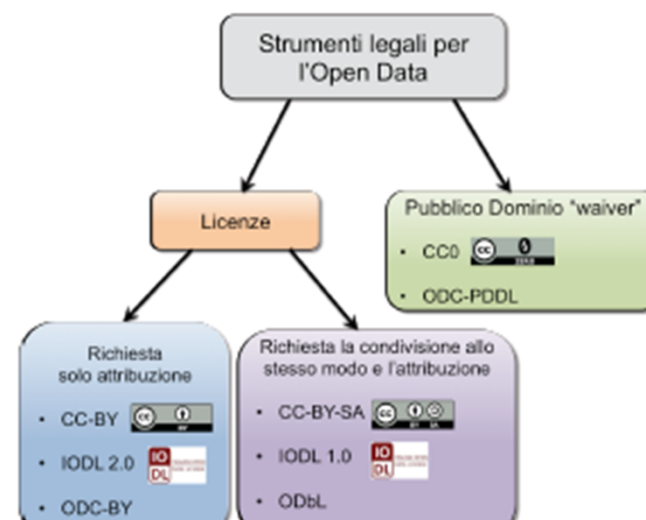 Strumenti legali per
l'Open Data
Licenze
Pubblico Dominio "waiver"
• CC0
• ODC-PDDL
Richiesta
solo attribuzione
• CC-BY
• IODL 2.0
• ODC-BY
Richiesta la condivisione allo
stesso modo e l'attribuzione
• CC-BY-SA
• IODL 1.0
• ODbL